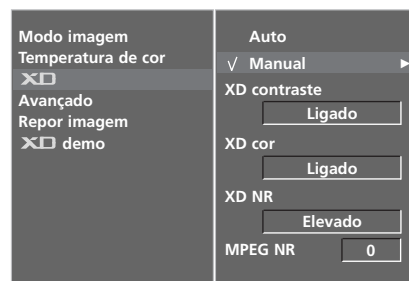 Modo imagem
Temperatura de cor
XD
Avançado
Repor imagem
XD demo
Auto
√ Manual ►
XD contraste
Ligado
XD cor
Ligado
XD NR
Elevado
MPEG NR 0